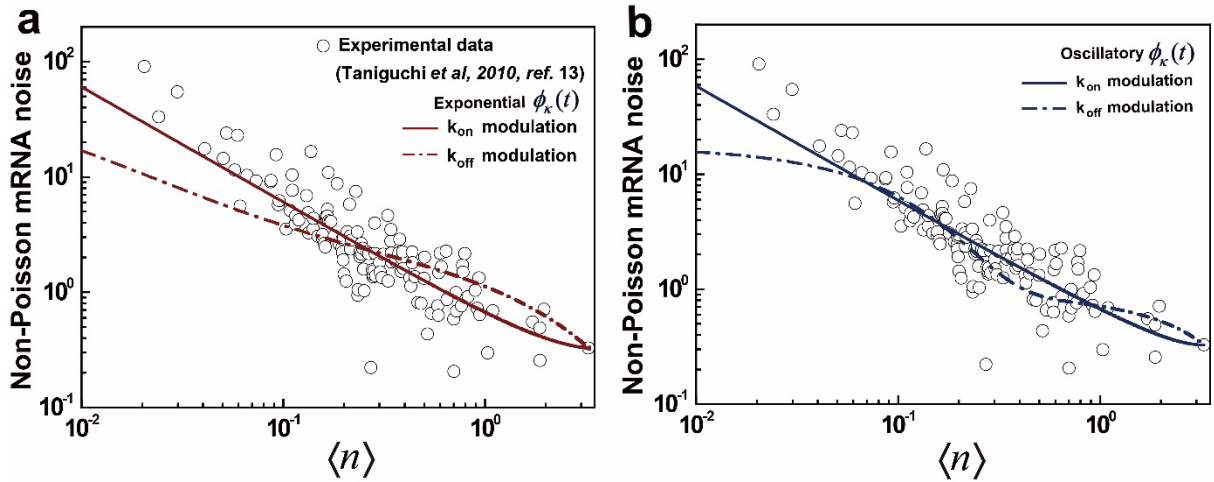 a
Non-Poisson mRNA noise
10²
10¹
10⁰
10⁻¹
Experimental data
(Taniguchi et al, 2010, ref. 13)
Exponential ϕκ(t)
kon modulation
koff modulation
10⁻²
10⁻¹
10⁰
⟨n⟩
b
Non-Poisson mRNA noise
10²
10¹
10⁰
10⁻¹
Oscillatory ϕκ(t)
kon modulation
koff modulation
10⁻²
10⁻¹
10⁰
⟨n⟩